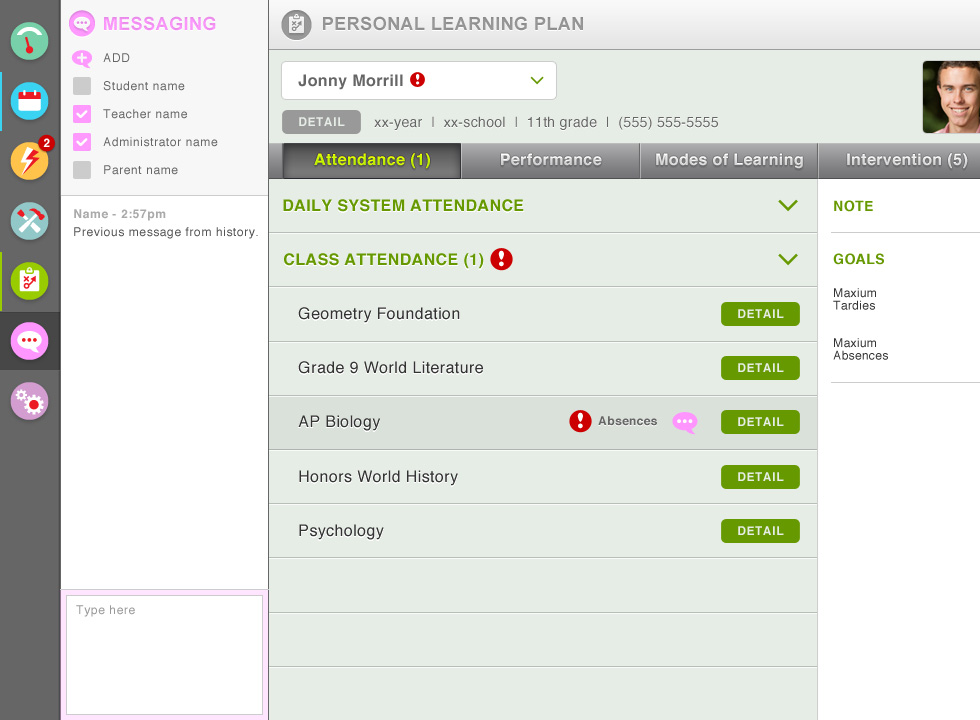 2
MESSAGING
ADD
Student name
Teacher name
Administrator name
Parent name
Name - 2:57pm
Previous message from history.
Type here
PERSONAL LEARNING PLAN
Jonny Morrill !
DETAIL xx-year | xx-school | 11th grade | (555) 555-5555
Attendance (1) Performance Modes of Learning Intervention (5)
DAILY SYSTEM ATTENDANCE
CLASS ATTENDANCE (1) !
Geometry Foundation DETAIL
Grade 9 World Literature DETAIL
AP Biology ! Absences DETAIL
Honors World History DETAIL
Psychology DETAIL
NOTE
GOALS
Maxium
Tardies
Maxium
Absences